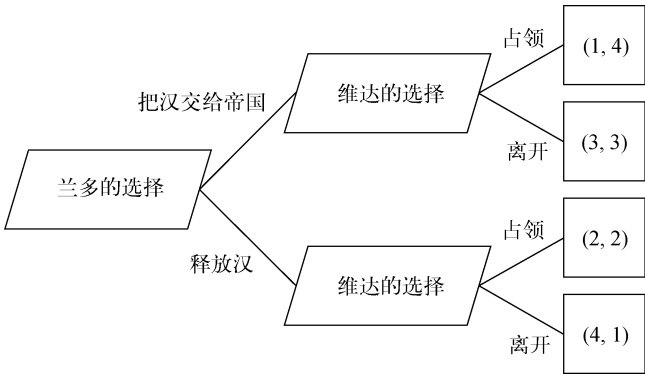 占领
(1, 4)
维达的选择
把汉交给帝国
离开
(3, 3)
兰多的选择
占领
(2, 2)
释放汉
维达的选择
离开
(4, 1)